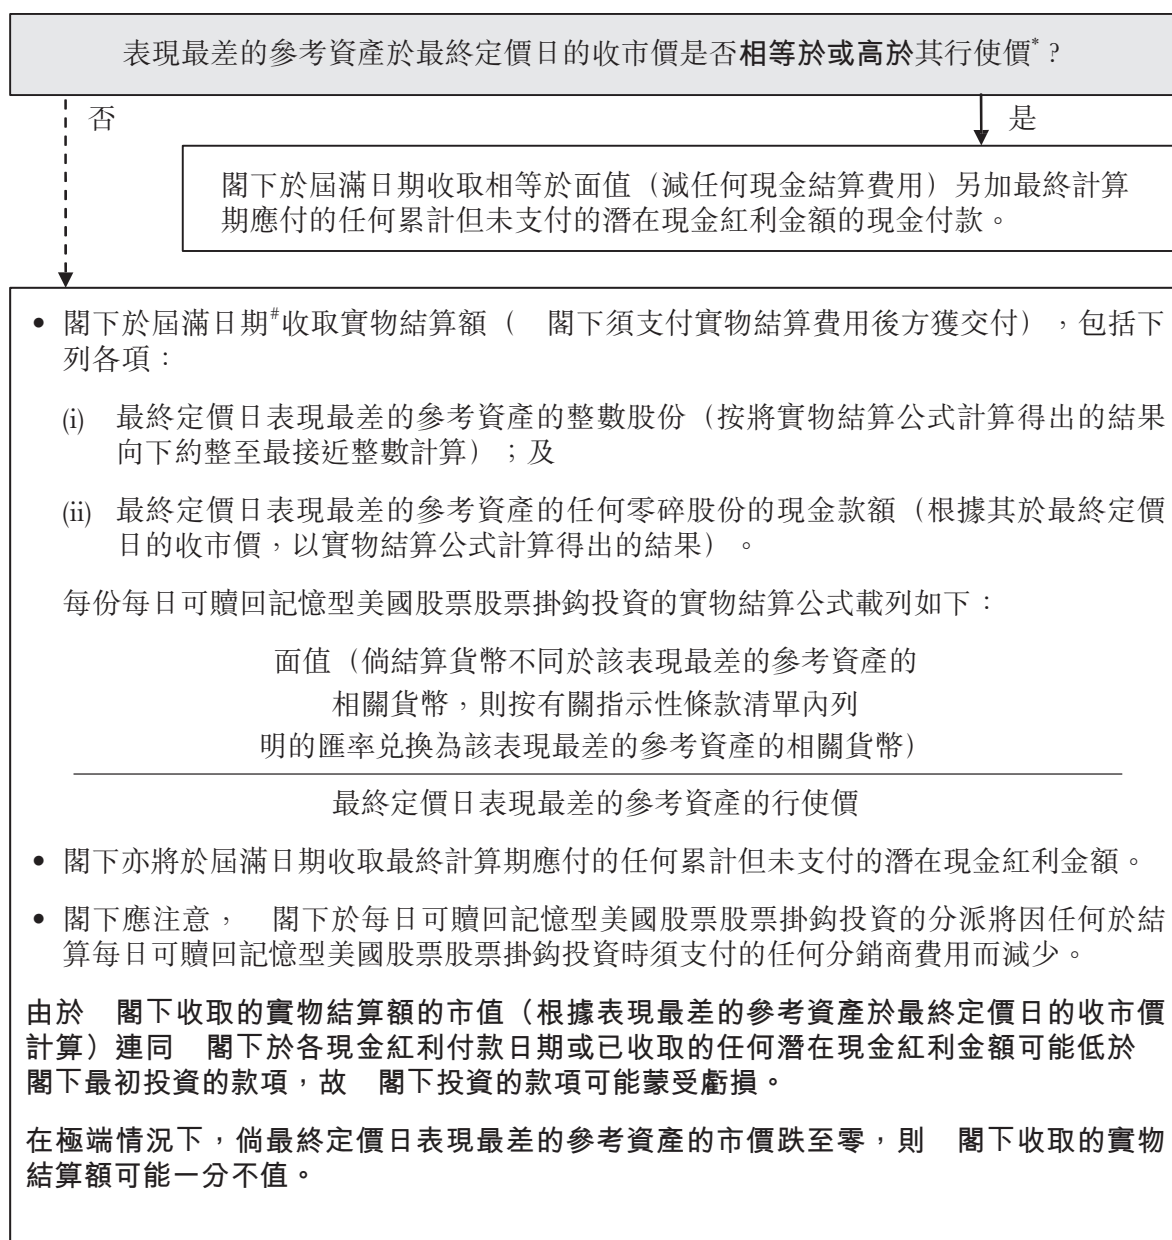 表現最差的參考資產於最終定價日的收市價是否相等於或高於其行使價*?
否
是
閣下於屆滿日期收取相等於面值（減任何現金結算費用）另加最終計算
期應付的任何累計但未支付的潛在現金紅利金額的現金付款。
• 閣下於屆滿日期#收取實物結算額（ 閣下須支付實物結算費用後方獲交付），包括下
列各項：
(i) 最終定價日表現最差的參考資產的整數股份（按將實物結算公式計算得出的結果
向下約整至最接近整數計算）；及
(ii) 最終定價日表現最差的參考資產的任何零碎股份的現金款額（根據其於最終定價
日的收市價，以實物結算公式計算得出的結果）。
每份每日可贖回記憶型美國股票股票掛鈎投資的實物結算公式載列如下：
面值（倘結算貨幣不同於該表現最差的參考資產的
相關貨幣，則按有關指示性條款清單內列
明的匯率兌換為該表現最差的參考資產的相關貨幣）
最終定價日表現最差的參考資產的行使價
• 閣下亦將於屆滿日期收取最終計算期應付的任何累計但未支付的潛在現金紅利金額。
• 閣下應注意， 閣下於每日可贖回記憶型美國股票股票掛鈎投資的分派將因任何於結
算每日可贖回記憶型美國股票股票掛鈎投資時須支付的任何分銷商費用而減少。
由於 閣下收取的實物結算額的市值（根據表現最差的參考資產於最終定價日的收市價
計算）連同 閣下於各現金紅利付款日期或已收取的任何潛在現金紅利金額可能低於
閣下最初投資的款項，故 閣下投資的款項可能蒙受虧損。
在極端情況下，倘最終定價日表現最差的參考資產的市價跌至零，則 閣下收取的實物
結算額可能一分不值。